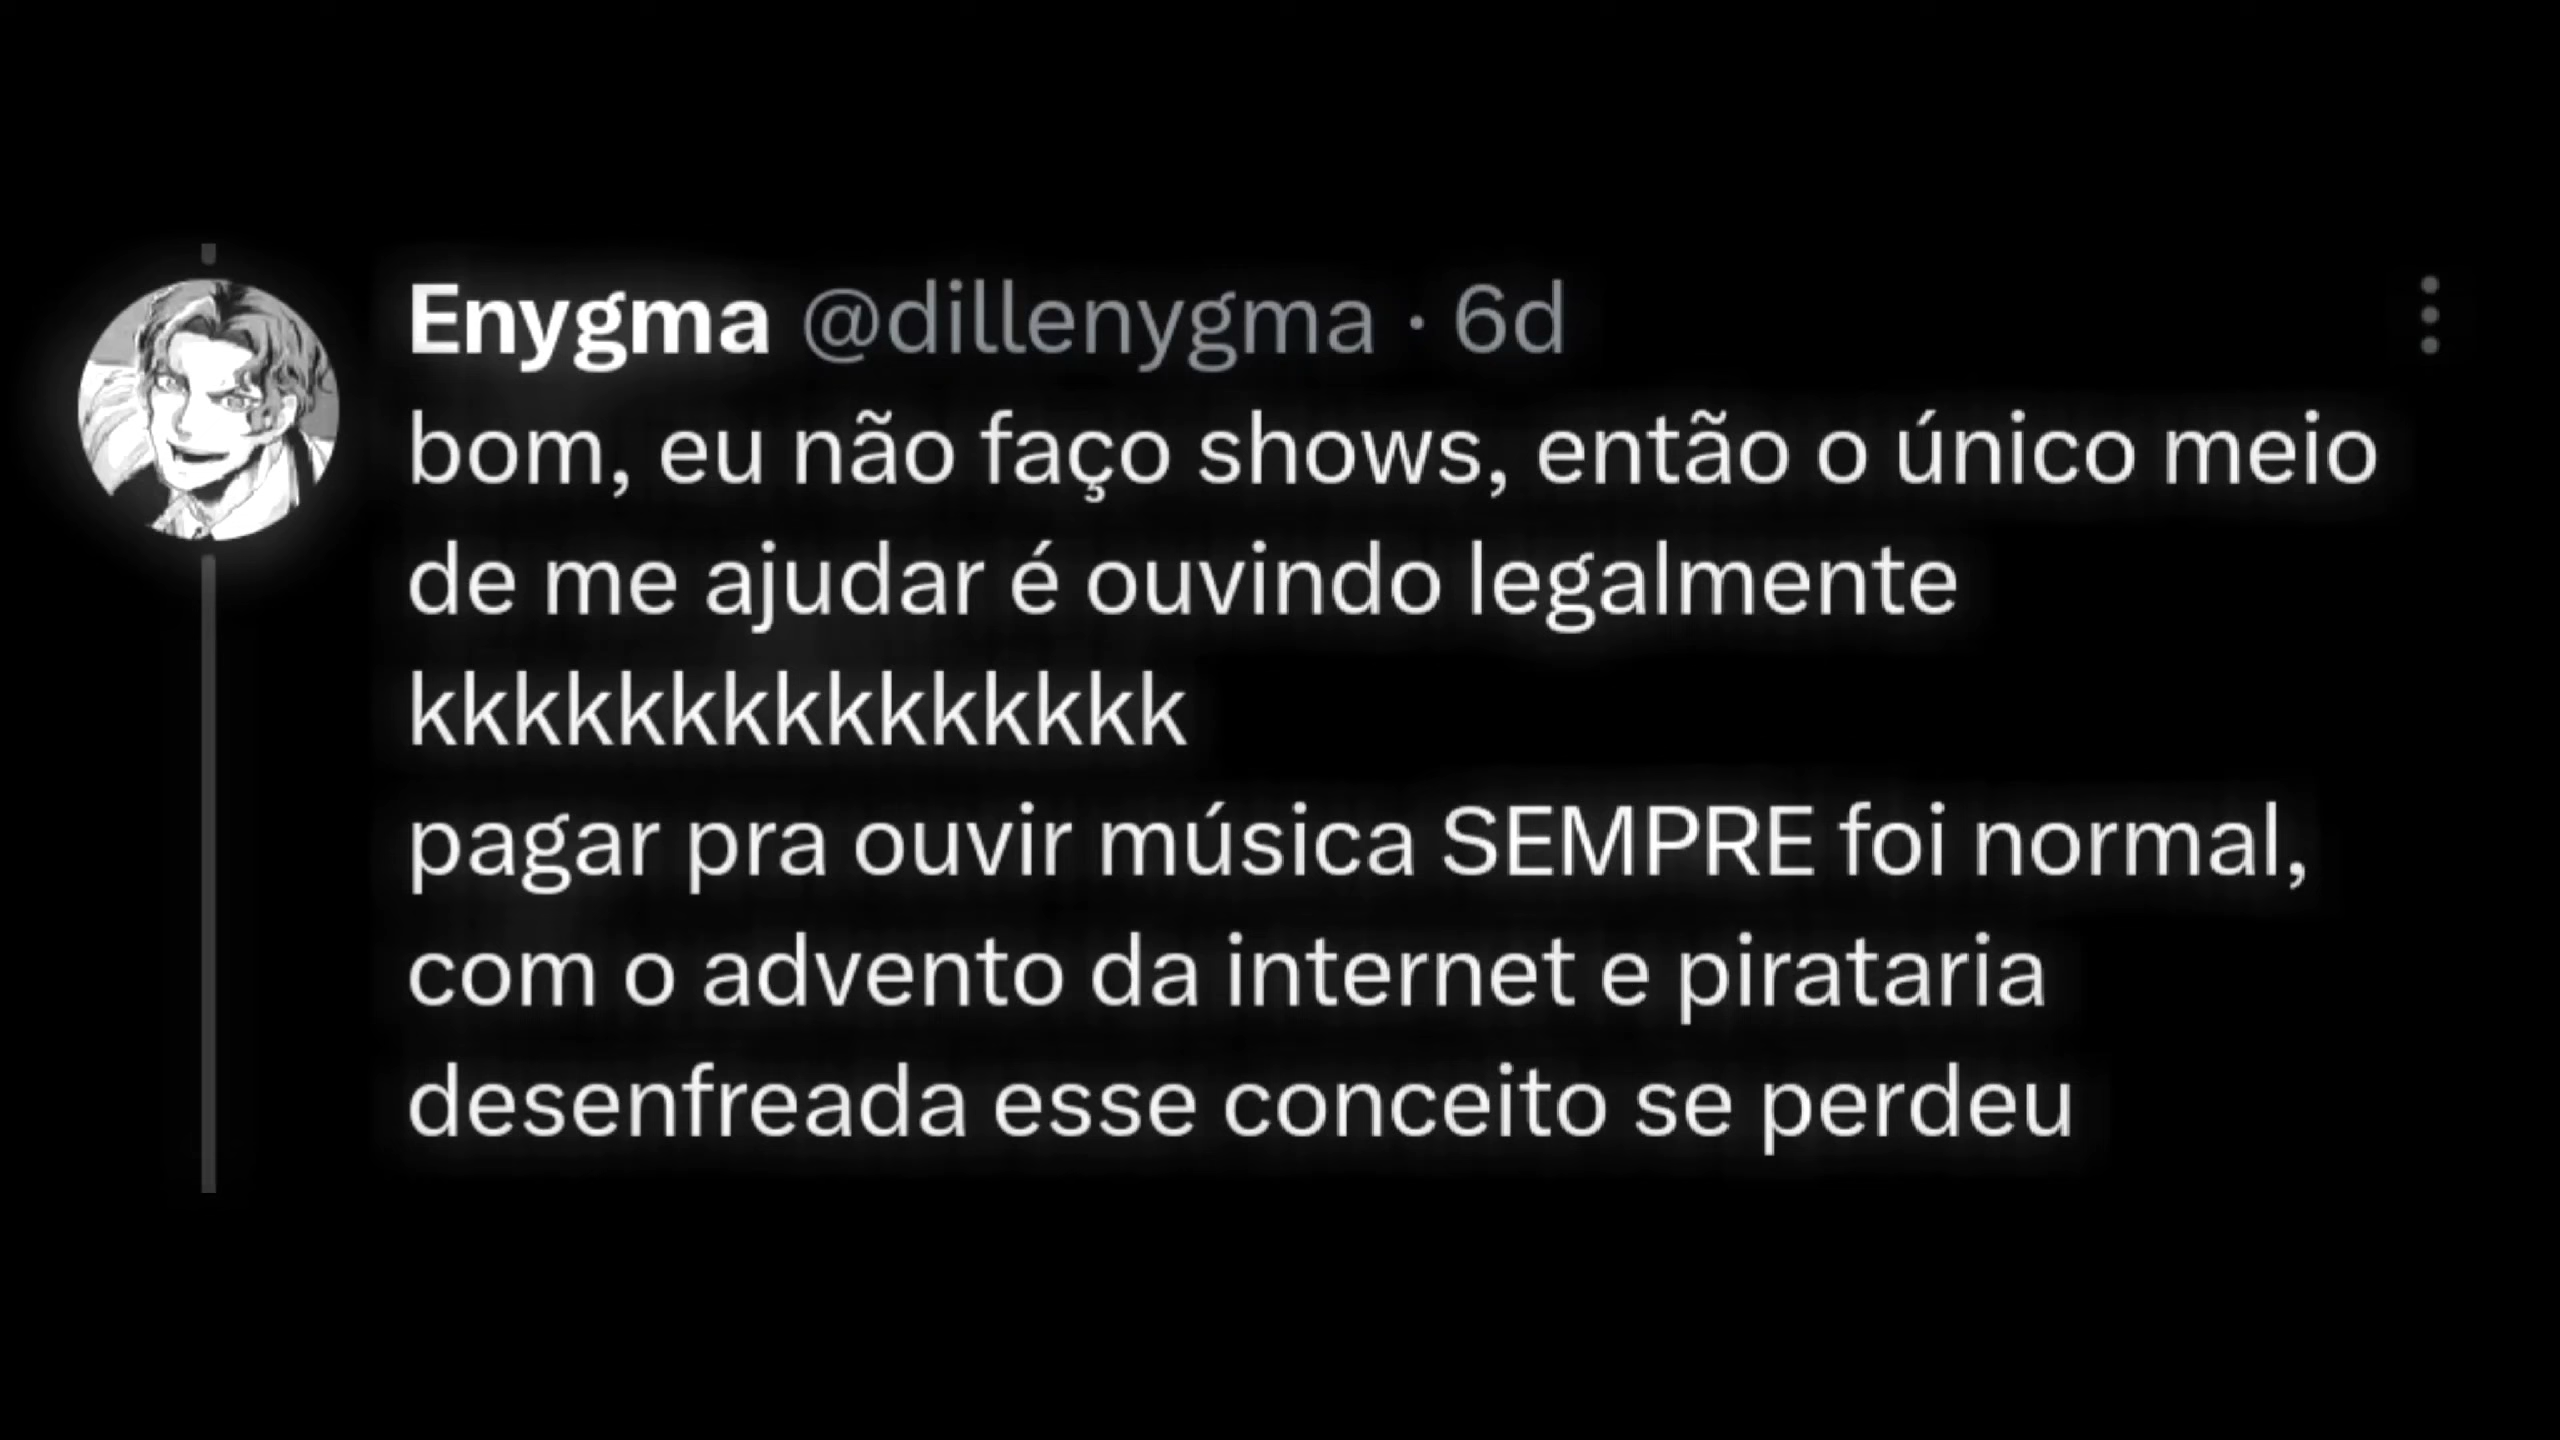 Enygma @dillenygma · 6d
bom, eu não faço shows, então o único meio
de me ajudar é ouvindo legalmente
kkkkkkkkkkkkkkk
pagar pra ouvir música SEMPRE foi normal,
com o advento da internet e pirataria
desenfreada esse conceito se perdeu